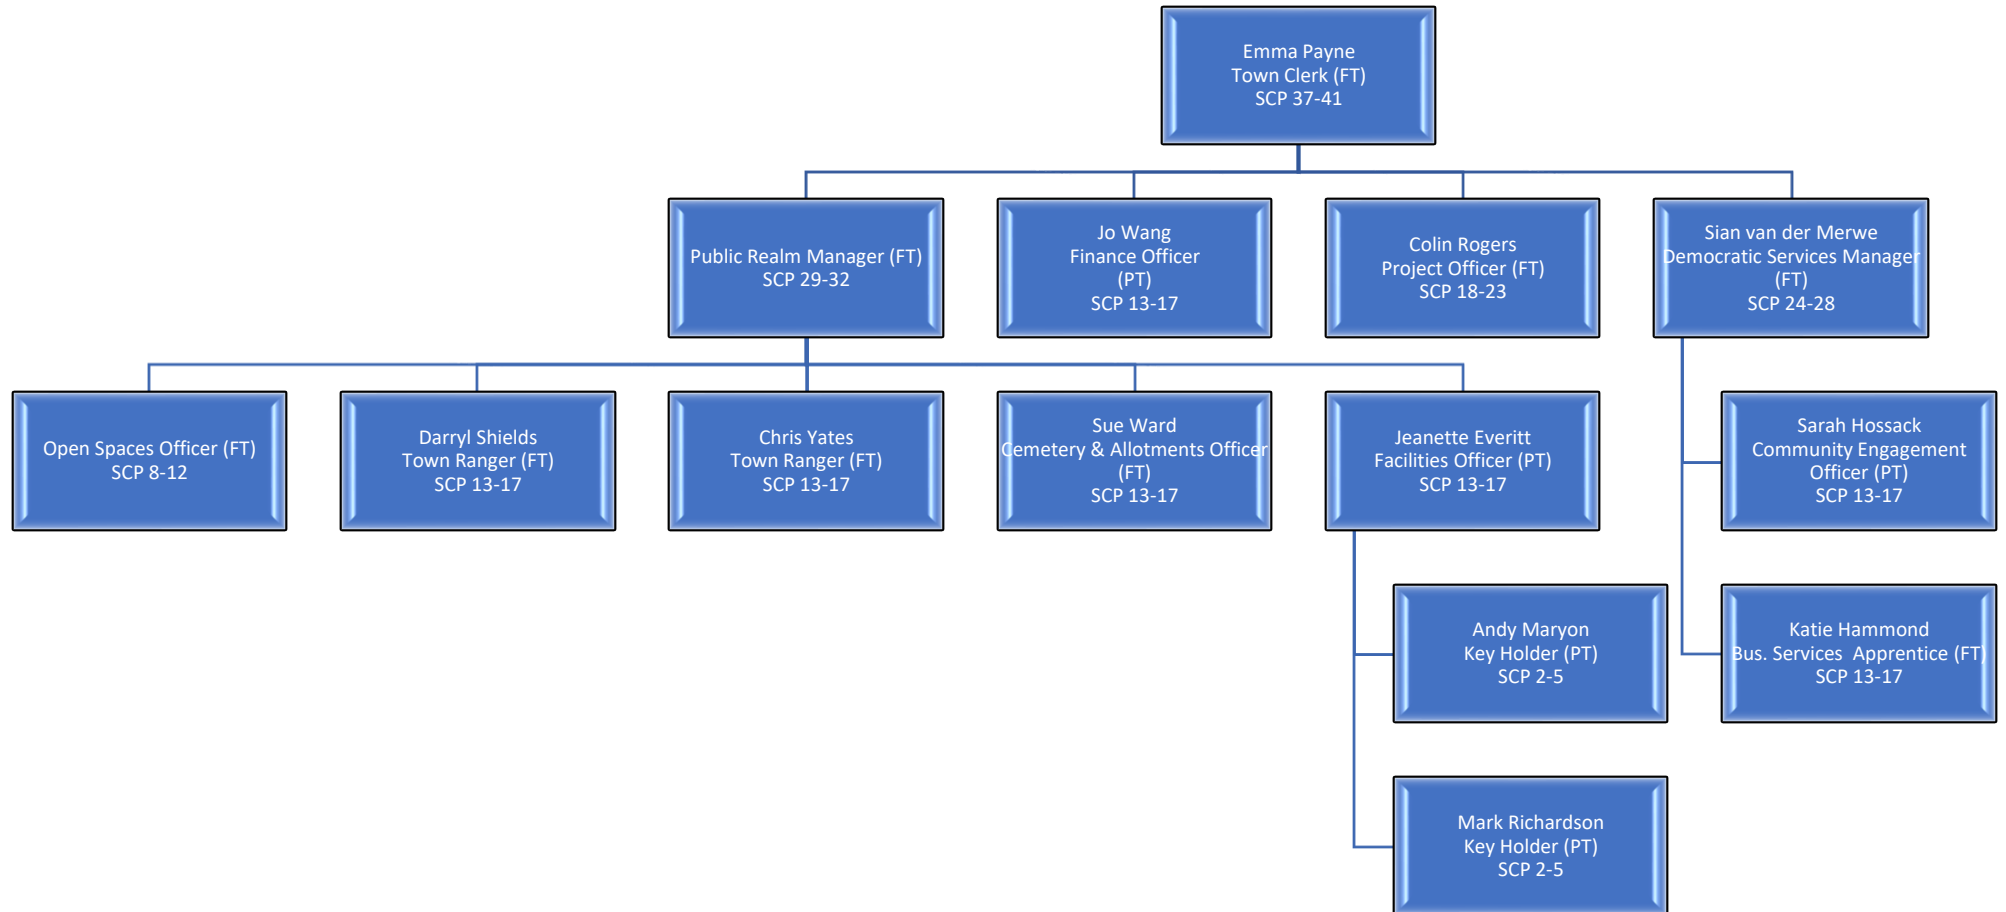 Emma Payne
Town Clerk (FT)
SCP 37-41
Public Realm Manager (FT)
SCP 29-32
Jo Wang
Finance Officer
(PT)
SCP 13-17
Colin Rogers
Project Officer (FT)
SCP 18-23
Sian van der Merwe
Democratic Services Manager
(FT)
SCP 24-28
Open Spaces Officer (FT)
SCP 8-12
Darryl Shields
Town Ranger (FT)
SCP 13-17
Chris Yates
Town Ranger (FT)
SCP 13-17
Sue Ward
Cemetery & Allotments Officer
(FT)
SCP 13-17
Jeanette Everitt
Facilities Officer (PT)
SCP 13-17
Sarah Hossack
Community Engagement
Officer (PT)
SCP 13-17
Andy Maryon
Key Holder (PT)
SCP 2-5
Katie Hammond
Bus. Services  Apprentice (FT)
SCP 13-17
Mark Richardson
Key Holder (PT)
SCP 2-5